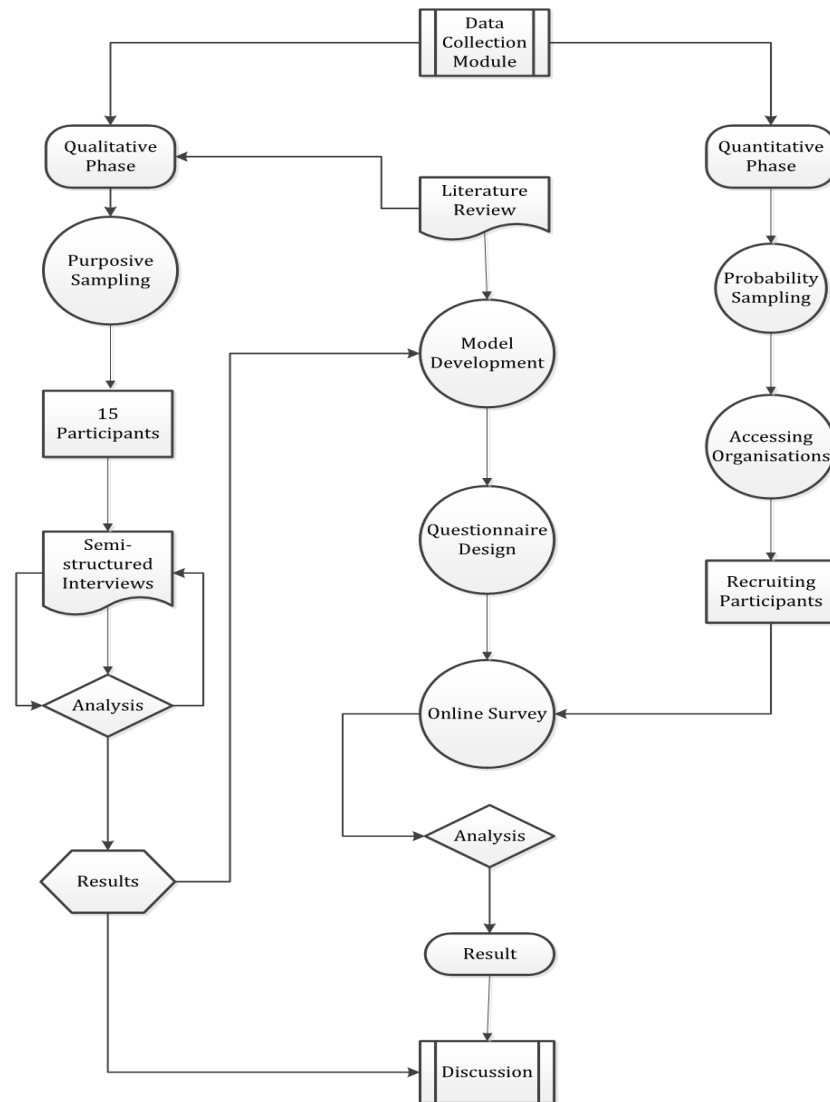 Data
Collection
Module
Qualitative
Phase
Quantitative
Phase
Literature
Review
Purposive
Sampling
Probability
Sampling
Model
Development
15
Participants
Accessing
Organisations
Questionnaire
Design
Semi-
structured
Interviews
Recruiting
Participants
Analysis
Online Survey
Analysis
Results
Result
Discussion